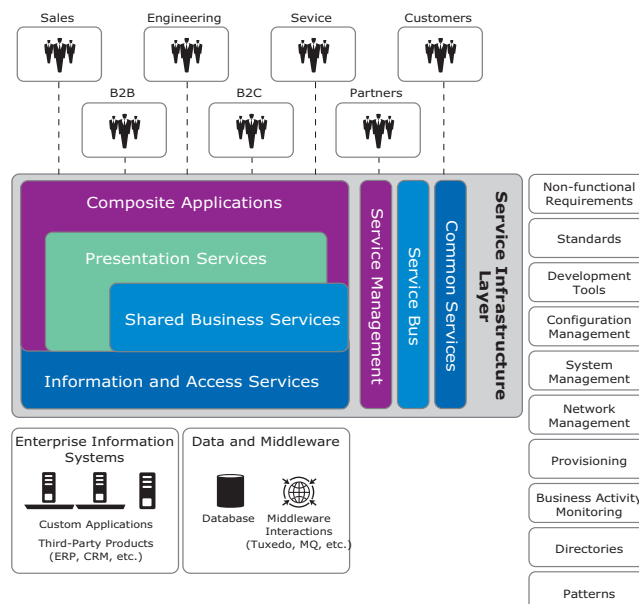 Sales
Engineering
Sevice
Customers
B2B
B2C
Partners
Composite Applications
Presentation Services
Shared Business Services
Information and Access Services
Service Management
Service Bus
Common Services
Service Infrastructure
Layer
Non-functional
Requirements
Standards
Development
Tools
Configuration
Management
System
Management
Network
Management
Provisioning
Business Activity
Monitoring
Directories
Patterns
Enterprise Information
Systems
Custom Applications
Third-Party Products
(ERP, CRM, etc.)
Data and Middleware
Database
Middleware
Interactions
(Tuxedo, MQ, etc.)